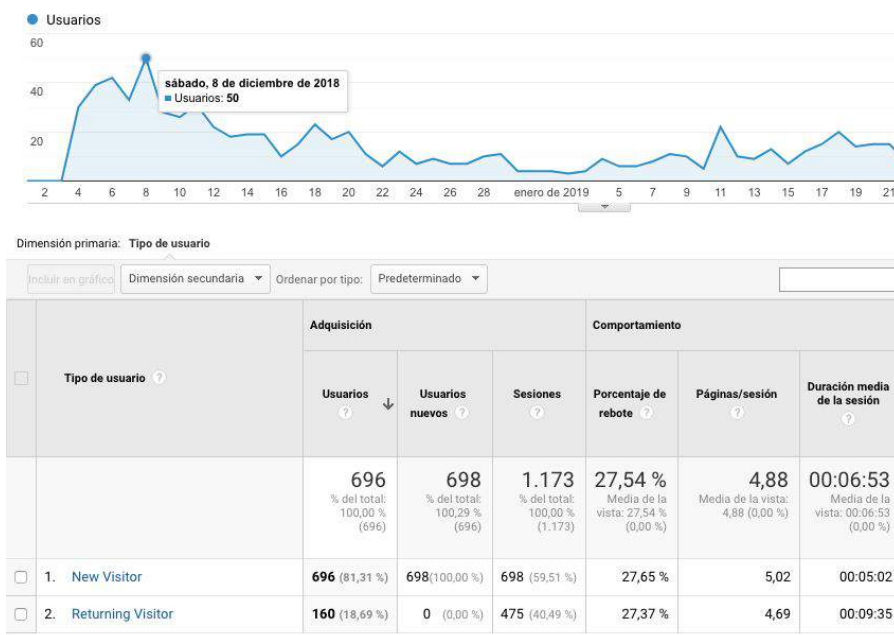 Usuarios
60
40
20
sábado, 8 de diciembre de 2018
Usuarios: 50
2 4 6 8 10 12 14 16 18 20 22 24 26 28 enero de 2019 5 7 9 11 13 15 17 19 21
Dimensión primaria: Tipo de usuario
Incluir en gráfico Dimensión secundaria Ordenar por tipo: Predeterminado
Adquisición Comportamiento
Tipo de usuario ?
Usuarios ?
Usuarios nuevos ?
Sesiones ?
Porcentaje de rebote ?
Páginas/sesión ?
Duración media de la sesión ?
696
% del total:
100,00 %
(696)
698
% del total:
100,29 %
(696)
1.173
% del total:
100,00 %
(1.173)
27,54 %
Media de la
vista: 27,54 %
(0,00 %)
4,88
Media de la vista:
4,88 (0,00 %)
00:06:53
Media de la
vista: 00:06:53
(0,00 %)
1. New Visitor 696 (81,31 %) 698(100,00 %) 698 (59,51 %) 27,65 % 5,02 00:05:02
2. Returning Visitor 160 (18,69 %) 0 (0,00 %) 475 (40,49 %) 27,37 % 4,69 00:09:35